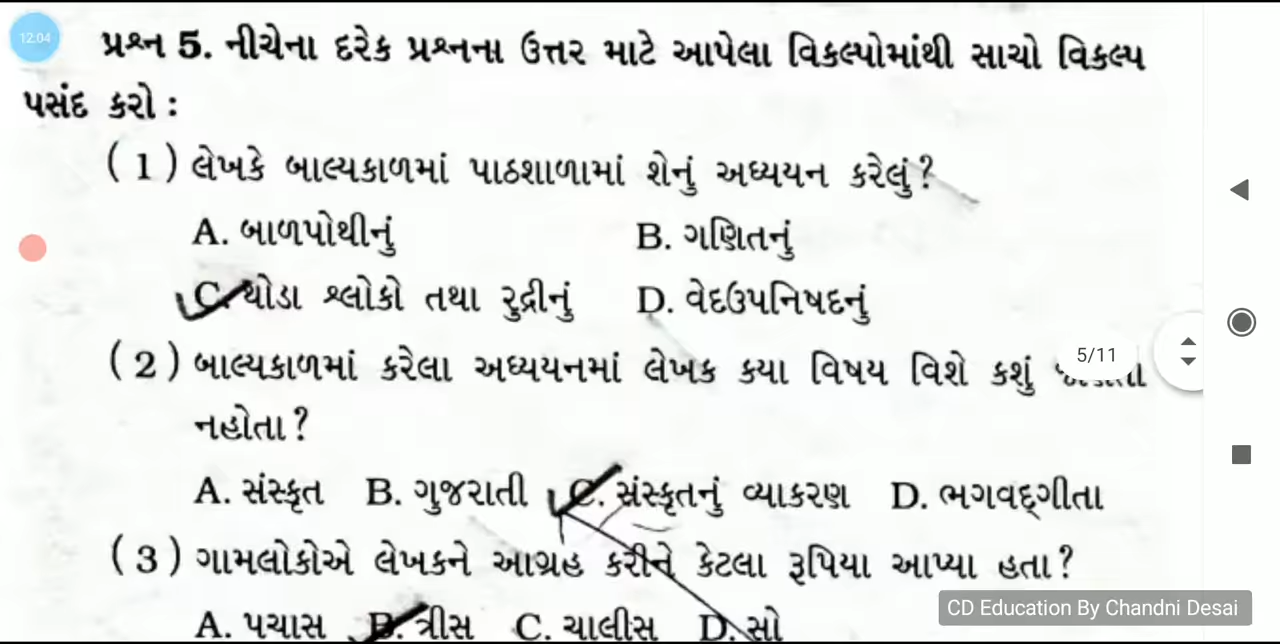 12.04
પ્રશ્ન 5. નીચેના દરેક પ્રશ્નના ઉત્તર માટે આપેલા વિકલ્પોમાંથી સાચો વિકલ્પ
પસંદ કરો :
( 1 ) લેખકે બાલ્યકાળમાં પાઠશાળામાં શેનું અધ્યયન કરેલું?
A. બાળપોથીનું B. ગણિતનું
C. થોડા શ્લોકો તથા રુદ્રીનું D. વેદઉપનિષદનું
( 2 ) બાલ્યકાળમાં કરેલા અધ્યયનમાં લેખક કયા વિષય વિશે કશું
5/11
નહોતા?
A. સંસ્કૃત B. ગુજરાતી C. સંસ્કૃતનું વ્યાકરણ D. ભગવદ્ગીતા
( 3 ) ગામલોકોએ લેખકને આગ્રહ કરીને કેટલા રૂપિયા આપ્યા હતા?
CD Education By Chandni Desai
A. પચાસ B. ત્રીસ C. ચાલીસ D. સો